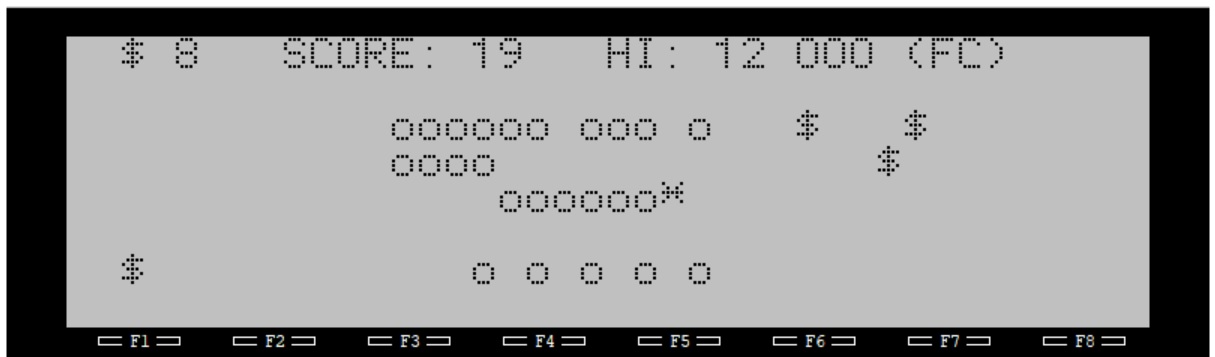 $ 8 SCORE: 19 HI: 12 000 (FC)
oooooo ooo o $ $
oooo $
oooooo*
$ o o o o o
F1 F2 F3 F4 F5 F6 F7 F8